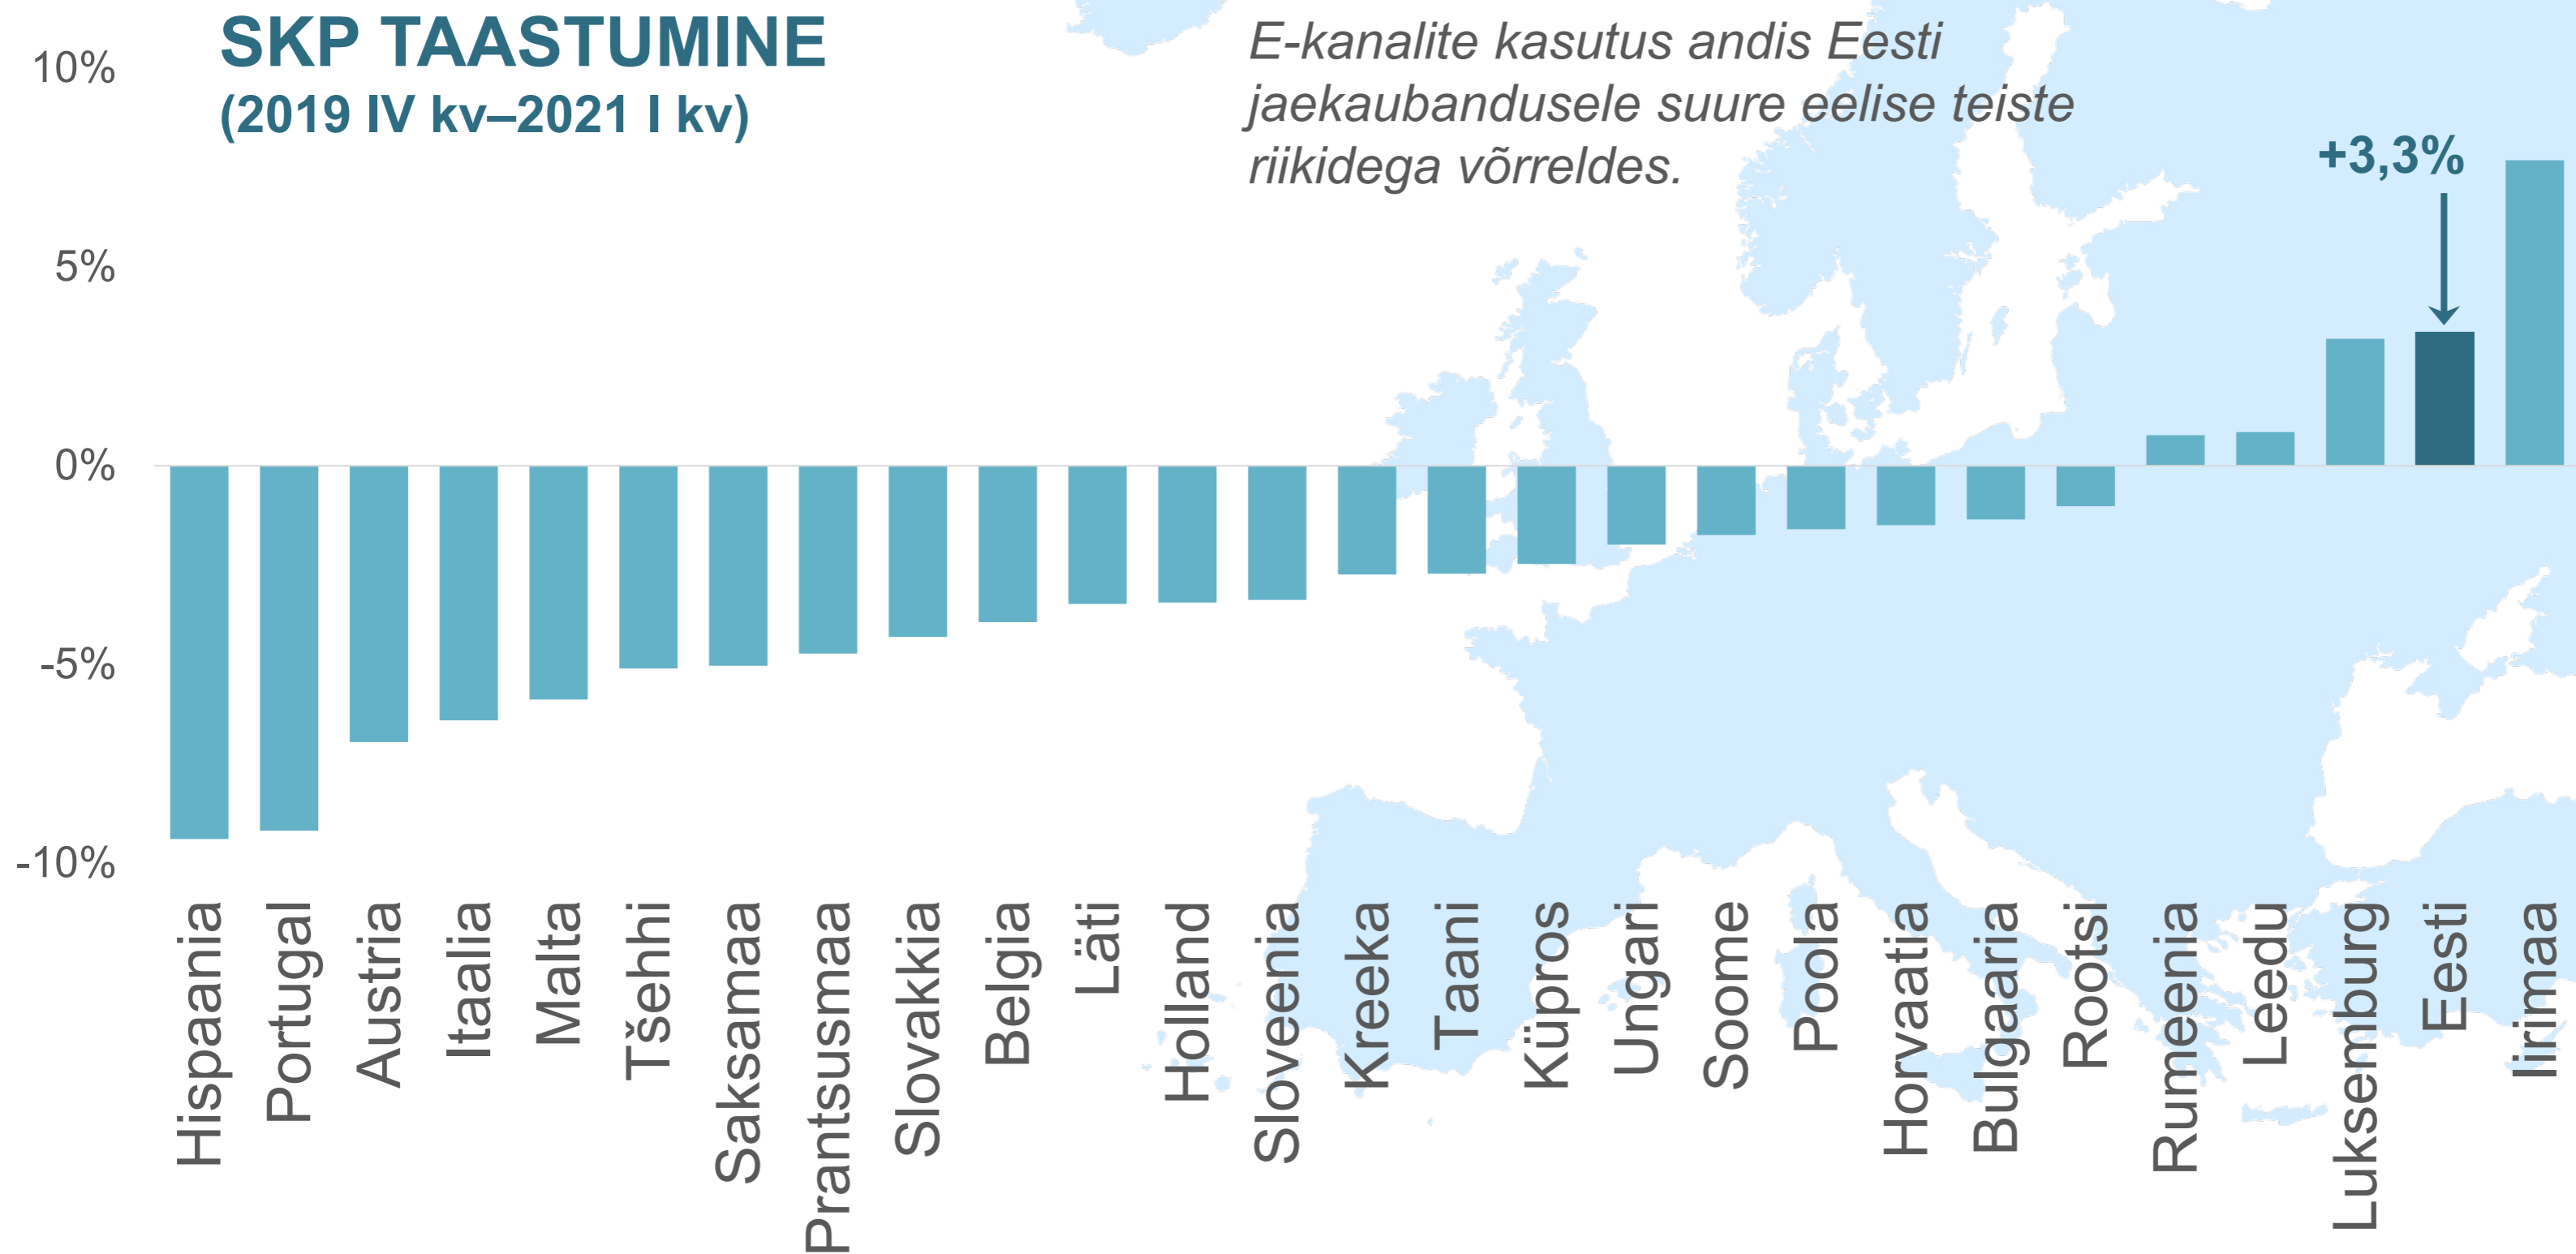 SKP TAASTUMINE
(2019 IV kv–2021 I kv)
E-kanalite kasutus andis Eesti
jaekaubandusele suure eelise teiste
riikidega võrreldes.
+3,3%
10%
5%
0%
-5%
-10%
Hispaania
Portugal
Austria
Itaalia
Malta
Tšehhi
Saksamaa
Prantsusmaa
Slovakkia
Belgia
Läti
Holland
Sloveenia
Kreeka
Taani
Küpros
Ungari
Soome
Poola
Horvaatia
Bulgaaria
Rootsi
Rumeenia
Leedu
Luksemburg
Eesti
Iirimaa